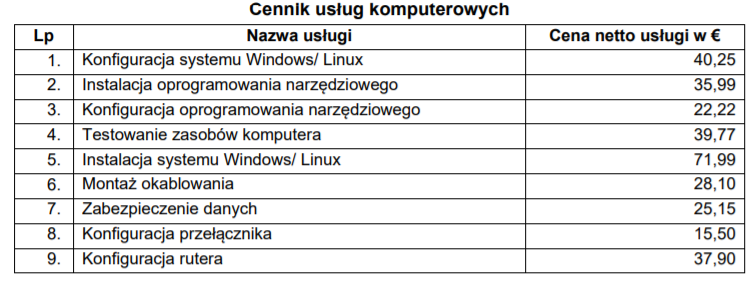 Cennik usług komputerowych
Lp Nazwa usługi Cena netto usługi w €
1. Konfiguracja systemu Windows/ Linux 40,25
2. Instalacja oprogramowania narzędziowego 35,99
3. Konfiguracja oprogramowania narzędziowego 22,22
4. Testowanie zasobów komputera 39,77
5. Instalacja systemu Windows/ Linux 71,99
6. Montaż okablowania 28,10
7. Zabezpieczenie danych 25,15
8. Konfiguracja przełącznika 15,50
9. Konfiguracja rutera 37,90